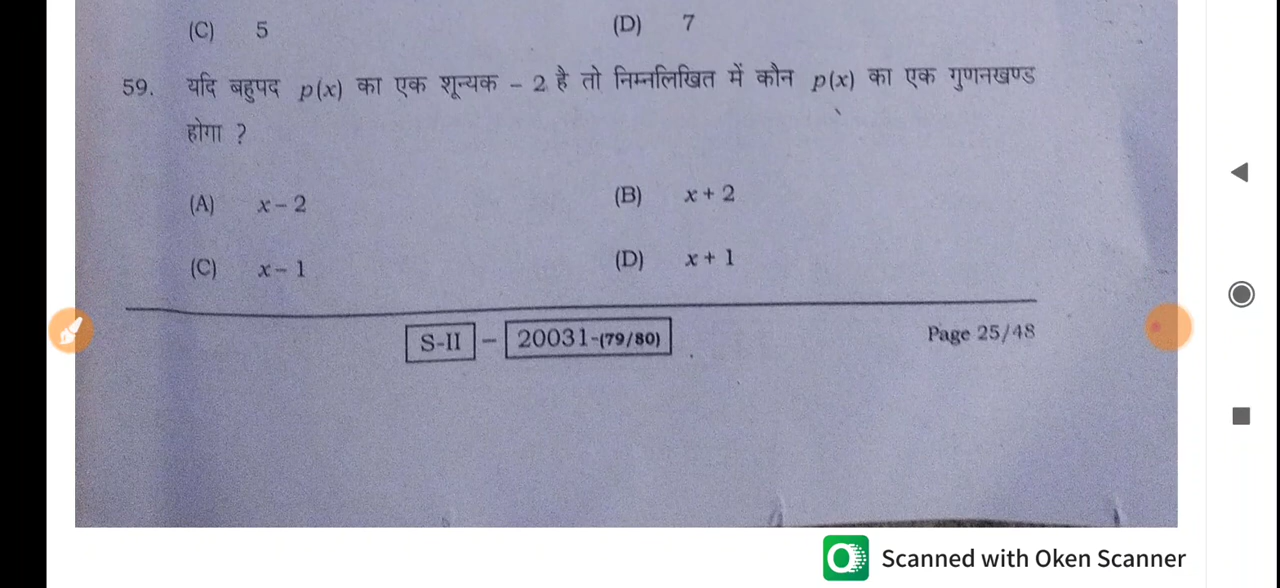 (C) 5 (D) 7
59. यदि बहुपद p(x) का एक शून्यक – 2 है तो निम्नलिखित में कौन p(x) का एक गुणनखण्ड
होगा ?
(A) x – 2 (B) x + 2
(C) x – 1 (D) x + 1
S-II – 20031-(79/80) Page 25/48
Scanned with Oken Scanner